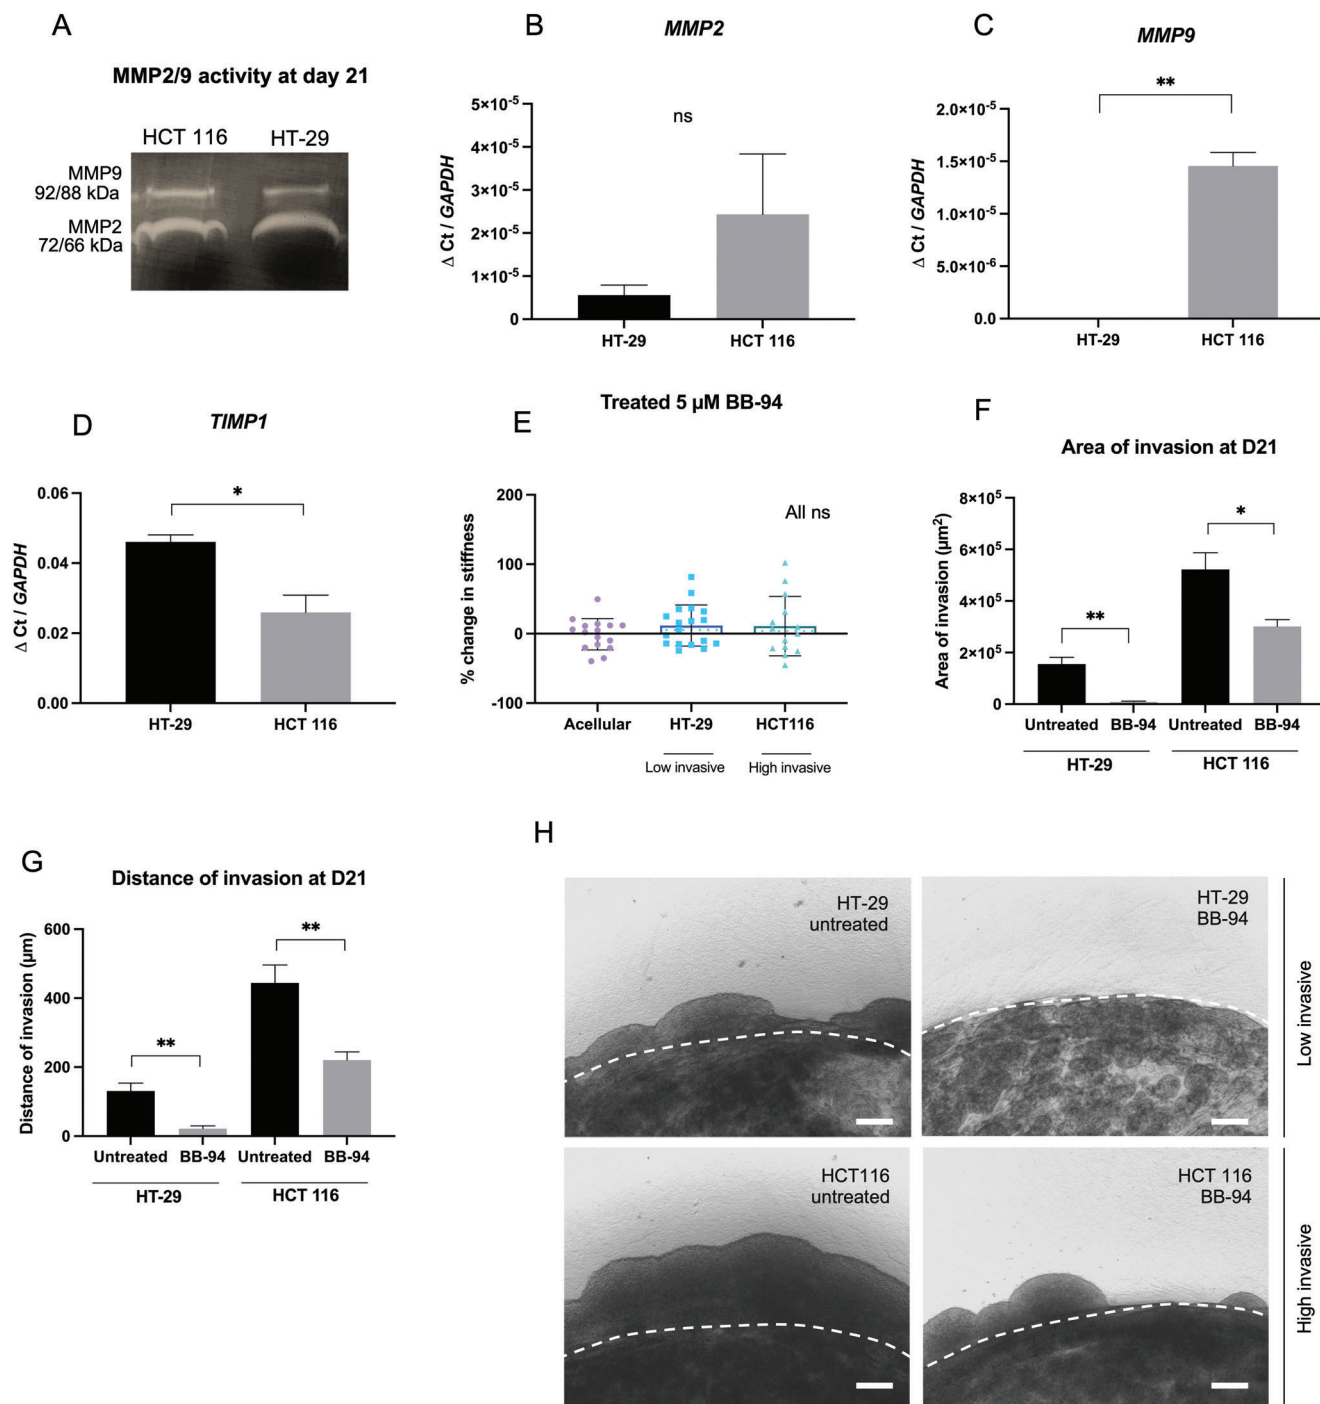 A
MMP2/9 activity at day 21
HCT 116 HT-29
MMP9
92/88 kDa
MMP2
72/66 kDa
B
MMP2
5×10⁻⁵
4×10⁻⁵
3×10⁻⁵
2×10⁻⁵
1×10⁻⁵
0
Δ Ct / GAPDH
ns
HT-29 HCT 116
C
MMP9
2.0×10⁻⁵
1.5×10⁻⁵
1.0×10⁻⁵
5.0×10⁻⁶
0.0
Δ Ct / GAPDH
**
HT-29 HCT 116
D
TIMP1
0.06
0.04
0.02
0.00
Δ Ct / GAPDH
*
HT-29 HCT 116
E
Treated 5 µM BB-94
200
100
0
-100
% change in stiffness
All ns
Acellular HT-29 HCT116
Low invasive High invasive
F
Area of invasion at D21
8×10⁵
6×10⁵
4×10⁵
2×10⁵
0
Area of invasion (µm²)
**
*
Untreated BB-94 Untreated BB-94
HT-29 HCT 116
G
Distance of invasion at D21
600
400
200
0
Distance of invasion (µm)
**
**
Untreated BB-94 Untreated BB-94
HT-29 HCT 116
H
HT-29
untreated
HT-29
BB-94
Low invasive
HCT116
untreated
HCT 116
BB-94
High invasive